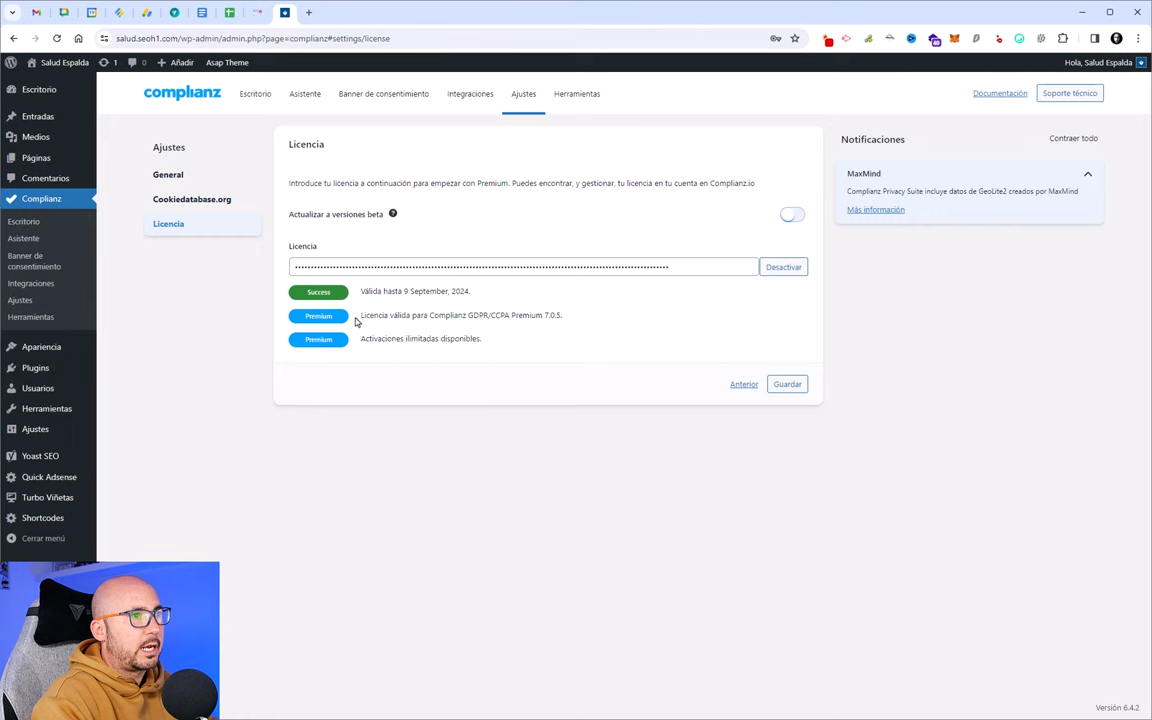 salud.seoh1.com/wp-admin/admin.php?page=complianz#settings/license
Salud Espalda
1
0
Añadir
Asap Theme
Hola, Salud Espalda
Escritorio
Entradas
Medios
Páginas
Comentarios
Complianz
Escritorio
Asistente
Banner de
consentimiento
Integraciones
Ajustes
Herramientas
Apariencia
Plugins
Usuarios
Herramientas
Ajustes
Yoast SEO
Quick Adsense
Turbo Viñetas
Shortcodes
Cerrar menú
complianz
Escritorio
Asistente
Banner de consentimiento
Integraciones
Ajustes
Herramientas
Documentación
Soporte técnico
Ajustes
General
Cookiedatabase.org
Licencia
Licencia
Introduce tu licencia a continuación para empezar con Premium. Puedes encontrar, y gestionar, tu licencia en tu cuenta en Complianz.io
Actualizar a versiones beta
Licencia
Desactivar
Success
Válida hasta 9 September, 2024.
Premium
Licencia válida para Complianz GDPR/CCPA Premium 7.0.5.
Premium
Activaciones ilimitadas disponibles.
Anterior
Guardar
Notificaciones
Contraer todo
MaxMind
Complianz Privacy Suite incluye datos de GeoLite2 creados por MaxMind
Más información
Versión 6.4.2